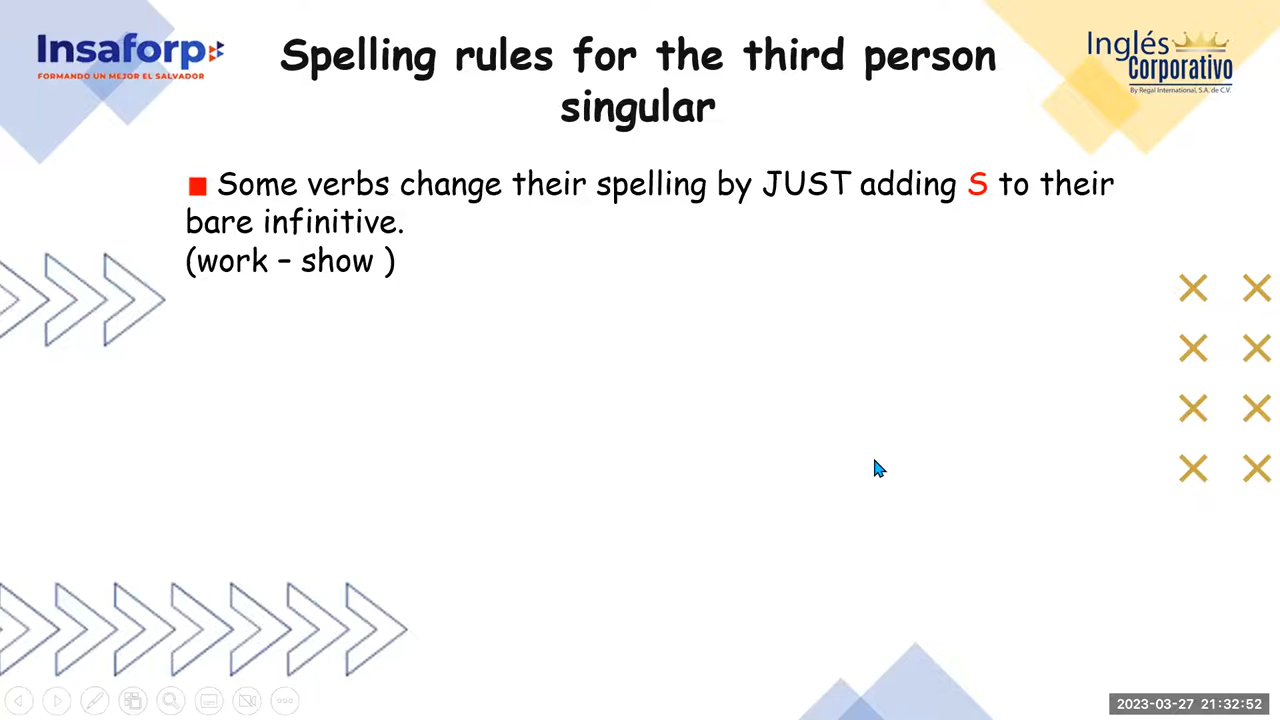 Insaforp
FORMANDO UN MEJOR EL SALVADOR
Spelling rules for the third person
singular
Inglés
Corporativo
By Regal International, S.A. de C.V.
■ Some verbs change their spelling by JUST adding S to their
bare infinitive.
(work – show )
2023-03-27 21:32:52